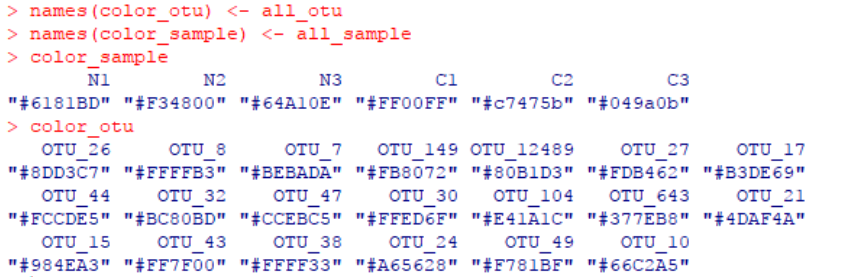 > names(color_otu) <- all_otu
> names(color_sample) <- all_sample
> color_sample
N1 N2 N3 C1 C2 C3
"#6181BD" "#F34800" "#64A10E" "#FF00FF" "#c7475b" "#049a0b"
> color_otu
OTU_26 OTU_8 OTU_7 OTU_149 OTU_12489 OTU_27 OTU_17
"#8DD3C7" "#FFFFB3" "#BEBADA" "#FB8072" "#80B1D3" "#FDB462" "#B3DE69"
OTU_44 OTU_32 OTU_47 OTU_30 OTU_104 OTU_643 OTU_21
"#FCCDE5" "#BC80BD" "#CCEBC5" "#FFED6F" "#E41A1C" "#377EB8" "#4DAF4A"
OTU_15 OTU_43 OTU_38 OTU_24 OTU_49 OTU_10
"#984EA3" "#FF7F00" "#FFFF33" "#A65628" "#F781BF" "#66C2A5"